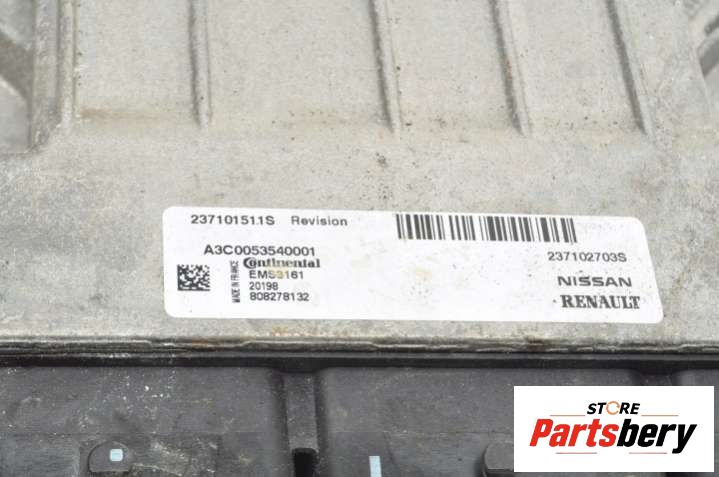 237101511S Revision
237102703S
A3C0053540001
Continental
EMS3161
20198
808278132
MADE IN FRANCE
NISSAN
RENAULT
STORE
Partsbery